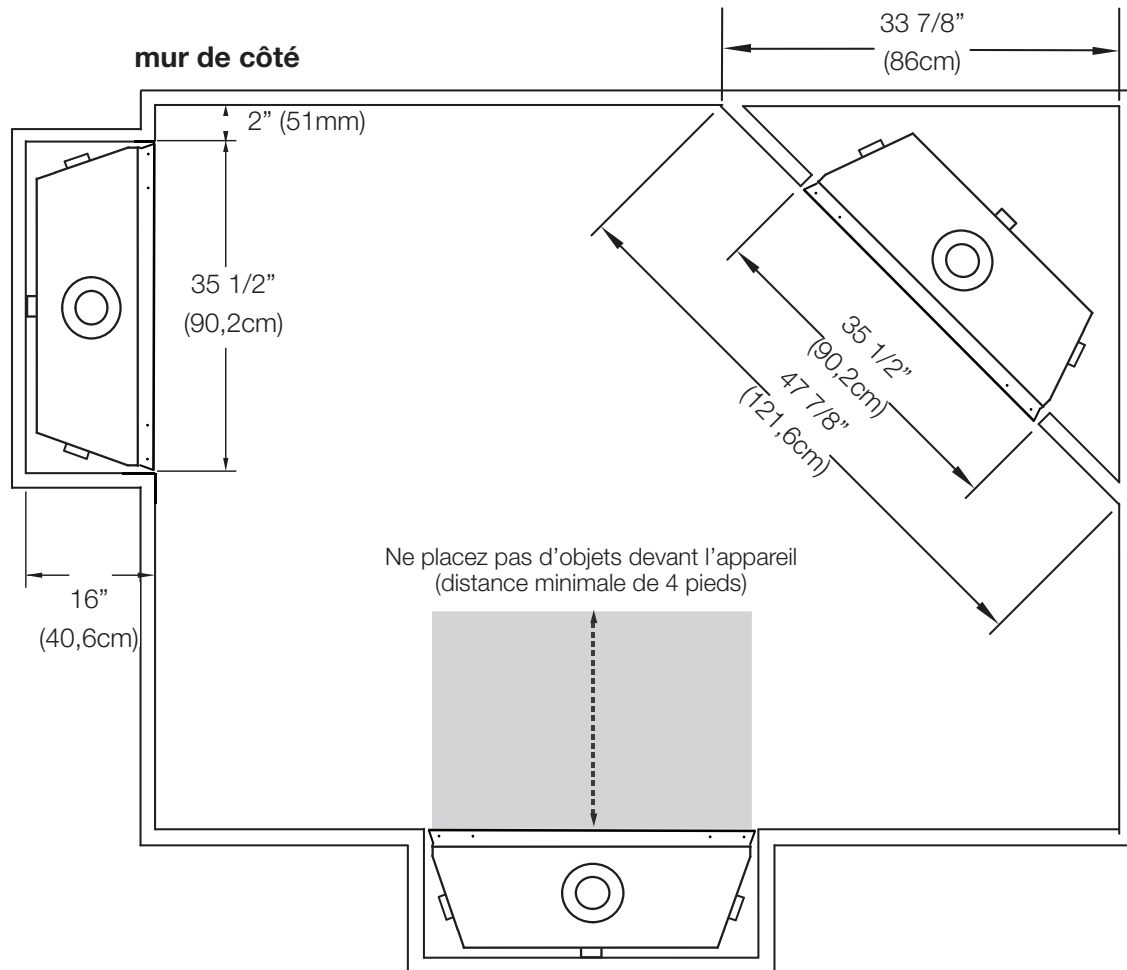 33 7/8”
(86cm)
mur de côté
2” (51mm)
35 1/2”
(90,2cm)
35 1/2”
(90,2cm)
47 7/8”
(121,6cm)
Ne placez pas d’objets devant l’appareil
(distance minimale de 4 pieds)
16”
(40,6cm)